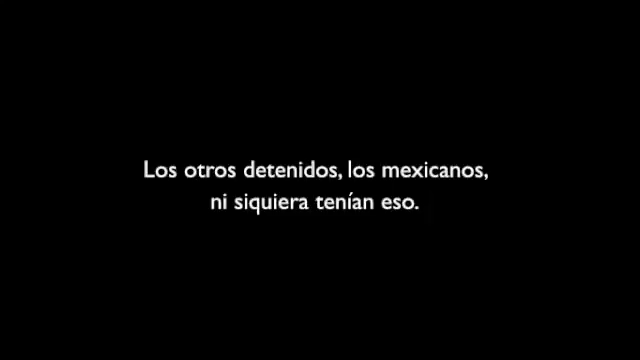 Los otros detenidos, los mexicanos,
ni siquiera tenían eso.